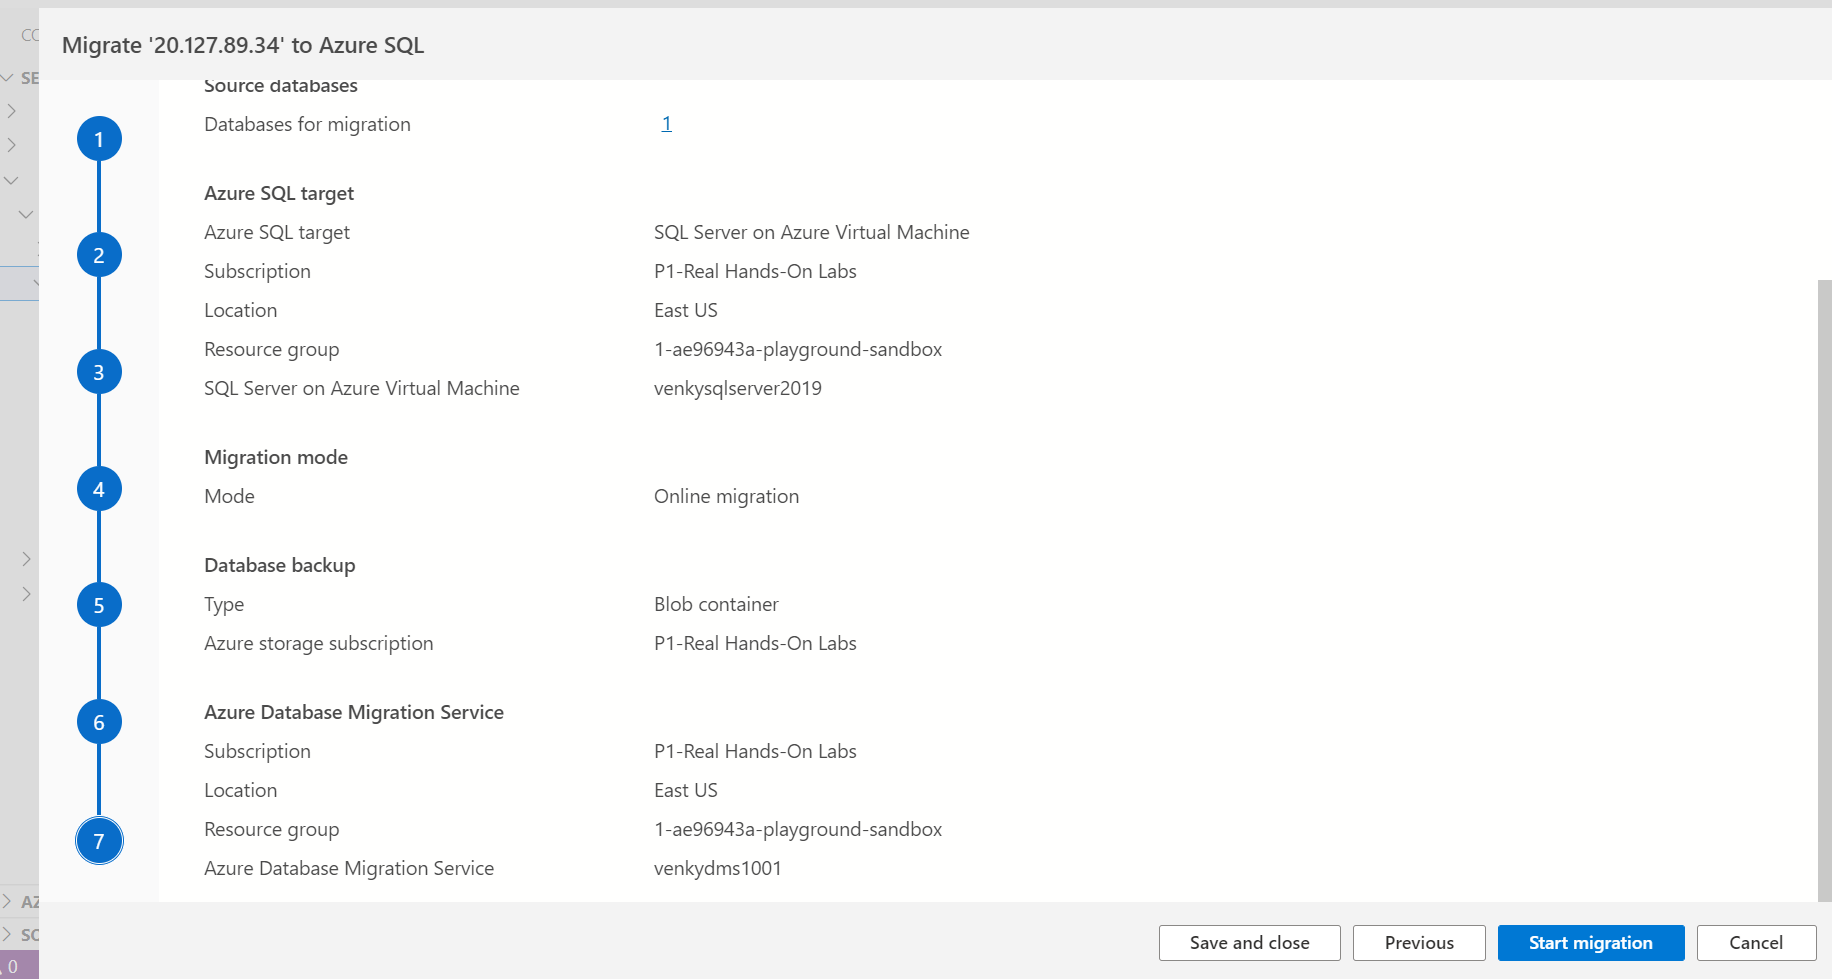 Migrate '20.127.89.34' to Azure SQL
CO
SE
1
2
3
4
5
6
7
Source databases
Databases for migration 1
Azure SQL target
Azure SQL target SQL Server on Azure Virtual Machine
Subscription P1-Real Hands-On Labs
Location East US
Resource group 1-ae96943a-playground-sandbox
SQL Server on Azure Virtual Machine venkysqlserver2019
Migration mode
Mode Online migration
Database backup
Type Blob container
Azure storage subscription P1-Real Hands-On Labs
Azure Database Migration Service
Subscription P1-Real Hands-On Labs
Location East US
Resource group 1-ae96943a-playground-sandbox
Azure Database Migration Service venkydms1001
AZ
0
Save and close Previous Start migration Cancel